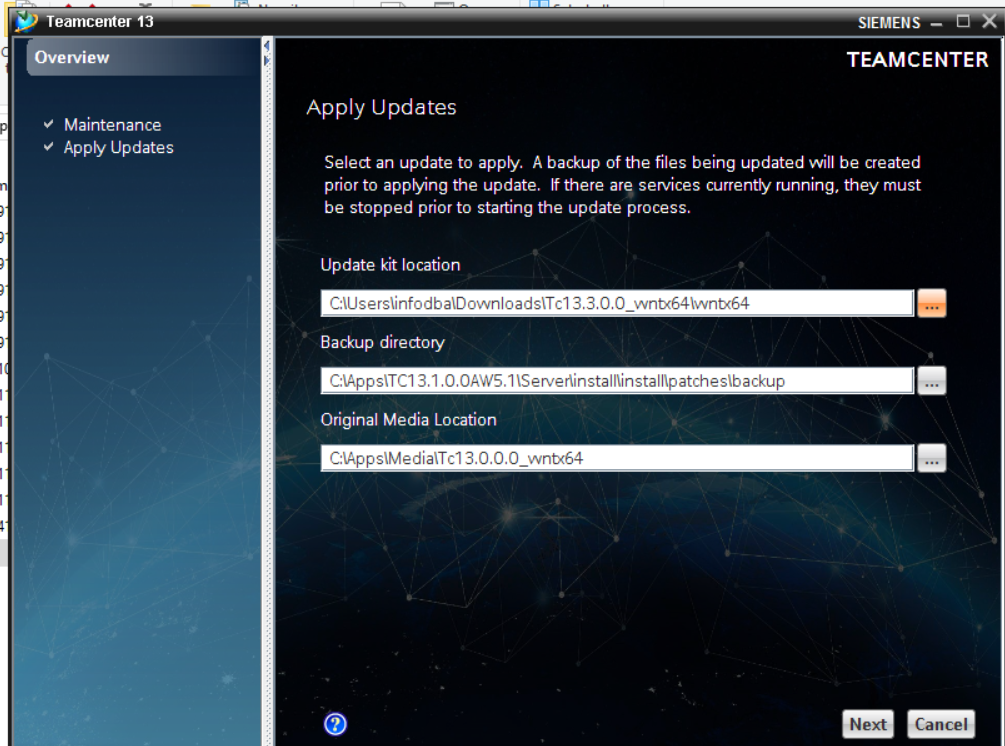 Teamcenter 13
SIEMENS
Overview
TEAMCENTER
Maintenance
Apply Updates
Apply Updates
Select an update to apply. A backup of the files being updated will be created
prior to applying the update. If there are services currently running, they must
be stopped prior to starting the update process.
Update kit location
C:\Users\infodba\Downloads\Tc13.3.0.0_wntx64\wntx64
...
Backup directory
C:\Apps\TC13.1.0.0AW5.1\Server\install\install\patches\backup
...
Original Media Location
C:\Apps\Media\Tc13.0.0.0_wntx64
...
?
Next
Cancel